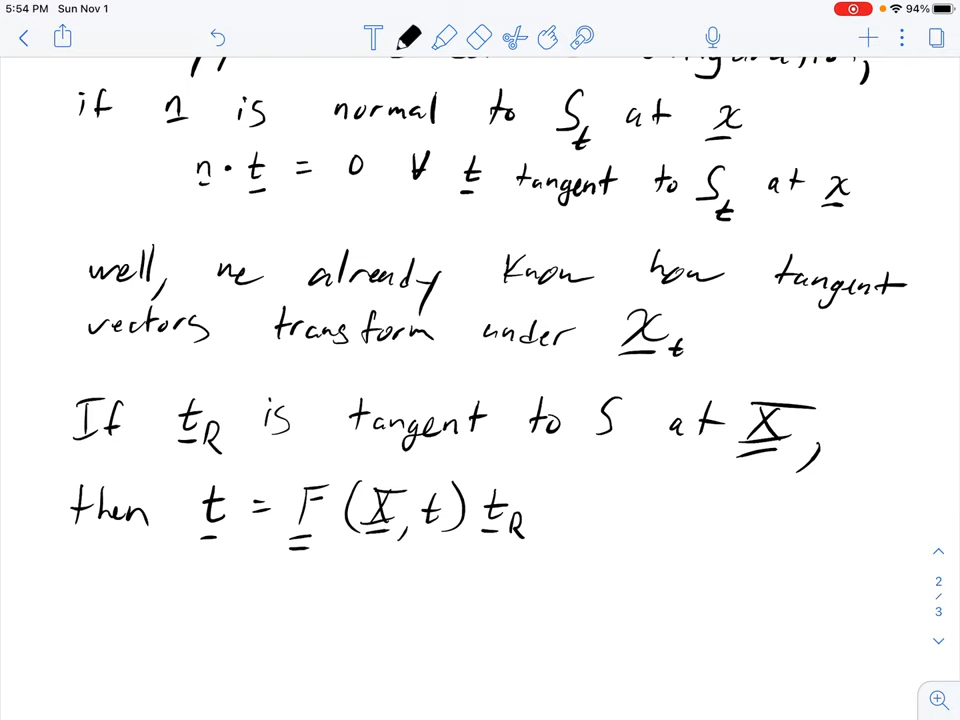 5:54 PM Sun Nov 1
94%
if n is normal to S_t at x
n · t = 0 ∀ t tangent to S_t at x
well, we already know how tangent
vectors transform under χ_t
If t_R is tangent to S at X,
then t = F(X, t) t_R
2
/
3